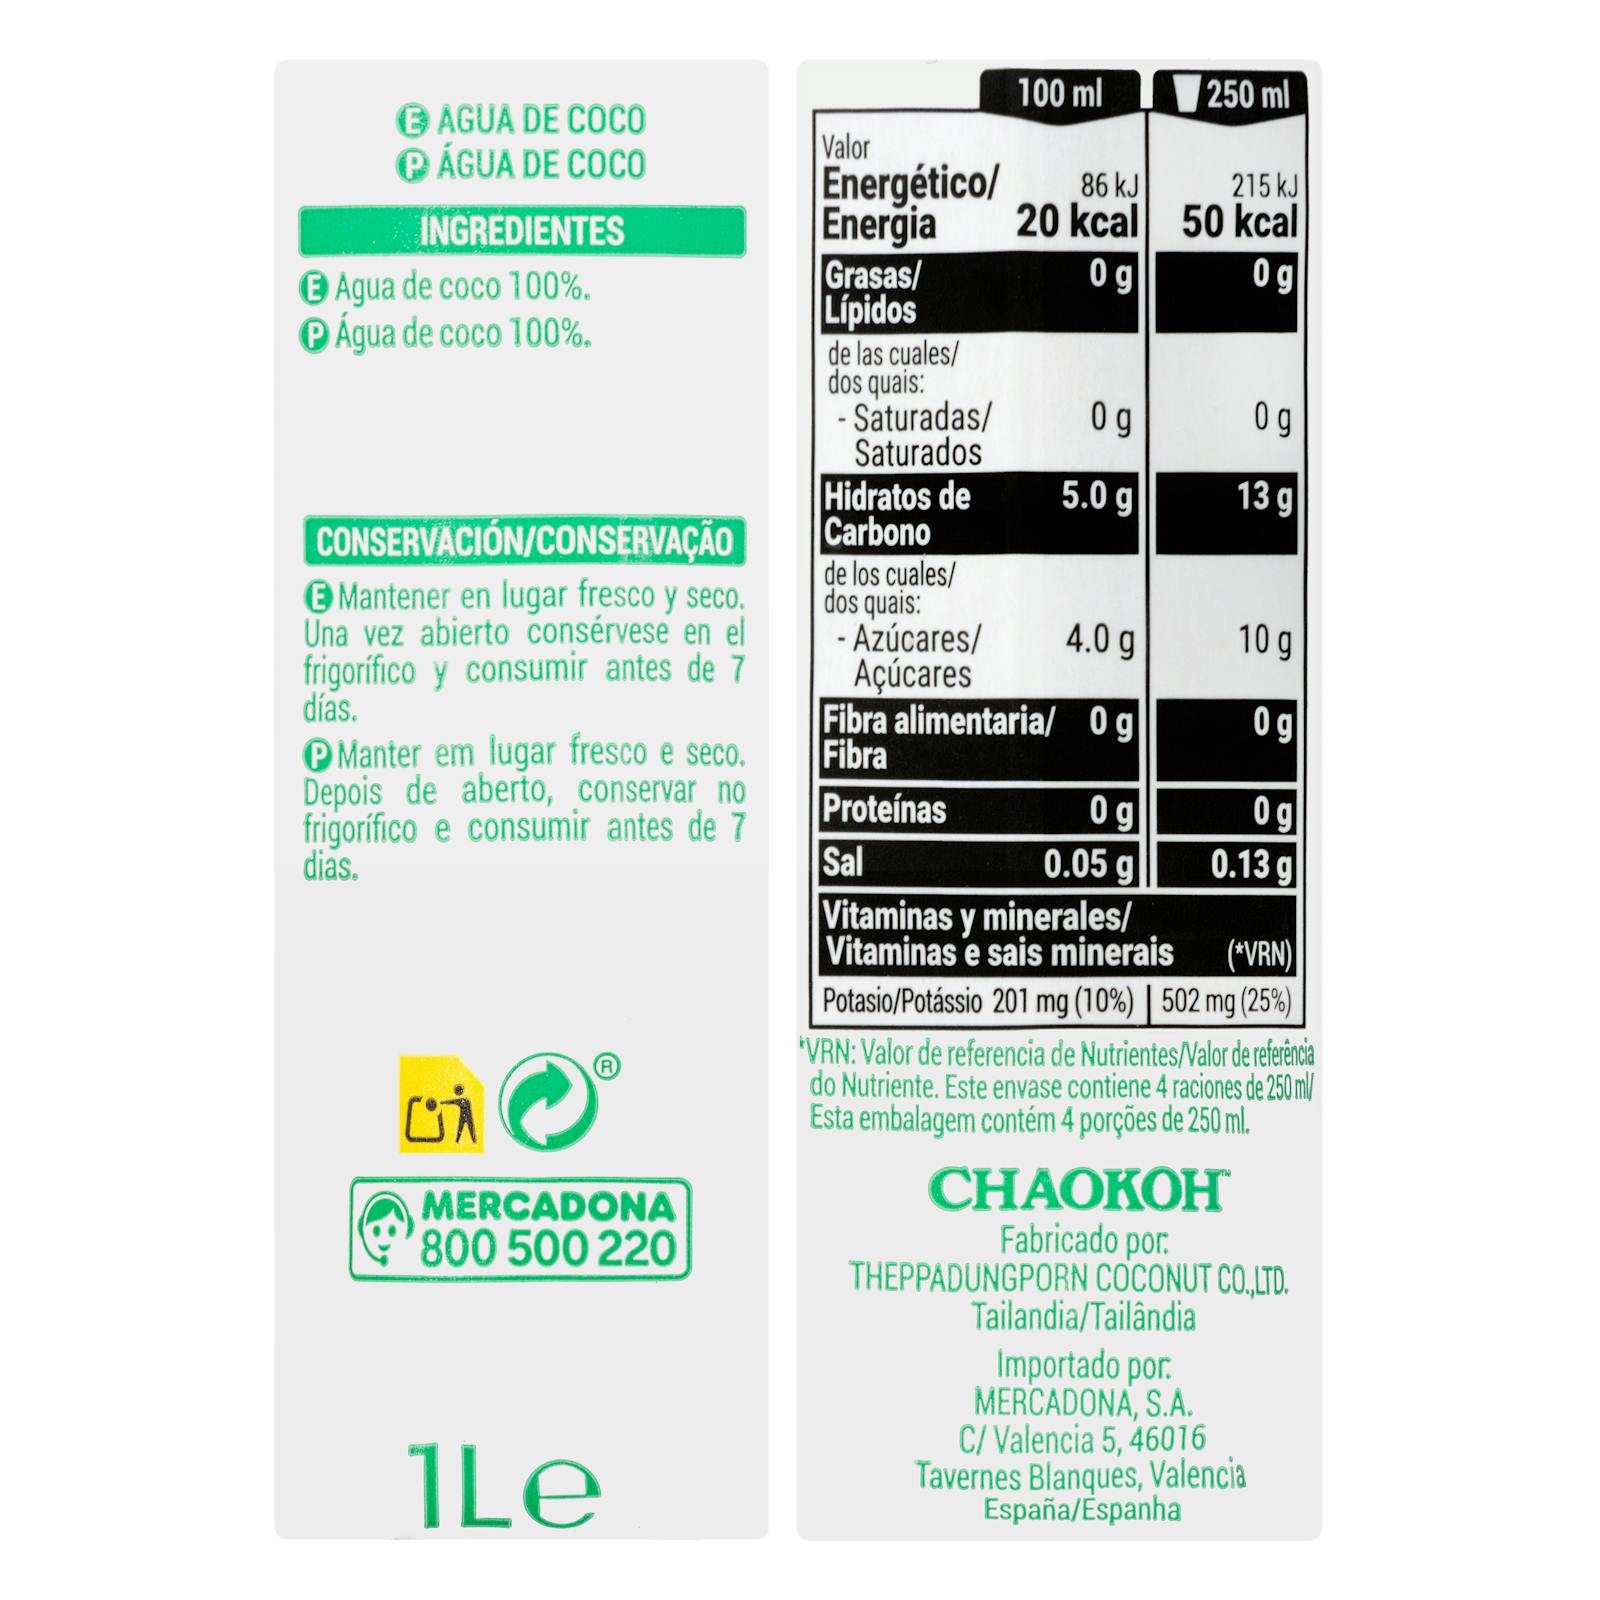 E AGUA DE COCO
P ÁGUA DE COCO
INGREDIENTES
E Agua de coco 100%.
P Água de coco 100%.
CONSERVACIÓN/CONSERVAÇÃO
E Mantener en lugar fresco y seco.
Una vez abierto consérvese en el
frigorífico y consumir antes de 7
días.
P Manter em lugar fresco e seco.
Depois de aberto, conservar no
frigorífico e consumir antes de 7
dias.
®
MERCADONA
800 500 220
1L e
100 ml 250 ml
Valor
Energético/ 86 kJ 215 kJ
Energia 20 kcal 50 kcal
Grasas/ 0 g 0 g
Lípidos
de las cuales/
dos quais:
- Saturadas/ 0 g 0 g
Saturados
Hidratos de 5.0 g 13 g
Carbono
de los cuales/
dos quais:
- Azúcares/ 4.0 g 10 g
Açúcares
Fibra alimentaria/ 0 g 0 g
Fibra
Proteínas 0 g 0 g
Sal 0.05 g 0.13 g
Vitaminas y minerales/
Vitaminas e sais minerais (*VRN)
Potasio/Potássio 201 mg (10%) 502 mg (25%)
*VRN: Valor de referencia de Nutrientes/Valor de referência
do Nutriente. Este envase contiene 4 raciones de 250 ml/
Esta embalagem contém 4 porções de 250 ml.
CHAOKOH™
Fabricado por:
THEPPADUNGPORN COCONUT CO.,LTD.
Tailandia/Tailândia
Importado por:
MERCADONA, S.A.
C/ Valencia 5, 46016
Tavernes Blanques, Valencia
España/Espanha